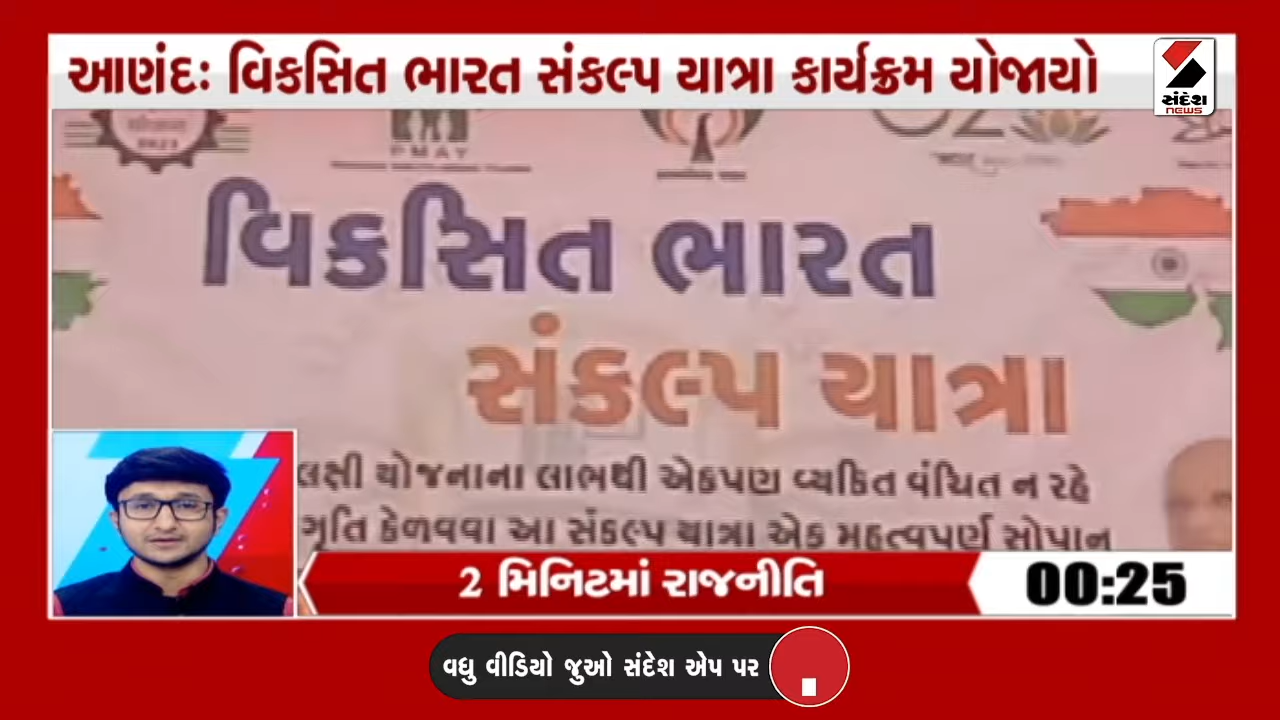 આણંદઃ વિકસિત ભારત સંકલ્પ યાત્રા કાર્યક્રમ યોજાયો
સંદેશ
NEWS
PMAY
વિકસિત ભારત
સંકલ્પ યાત્રા
લક્ષી યોજનાના લાભથી એકપણ વ્યકિત વંચિત ન રહે
ગૃતિ કેળવવા આ સંકલ્પ યાત્રા એક મહત્વપર્ણ સોપાન
2 મિનિટમાં રાજનીતિ
00:25
વધુ વીડિયો જુઓ સંદેશ એપ પર